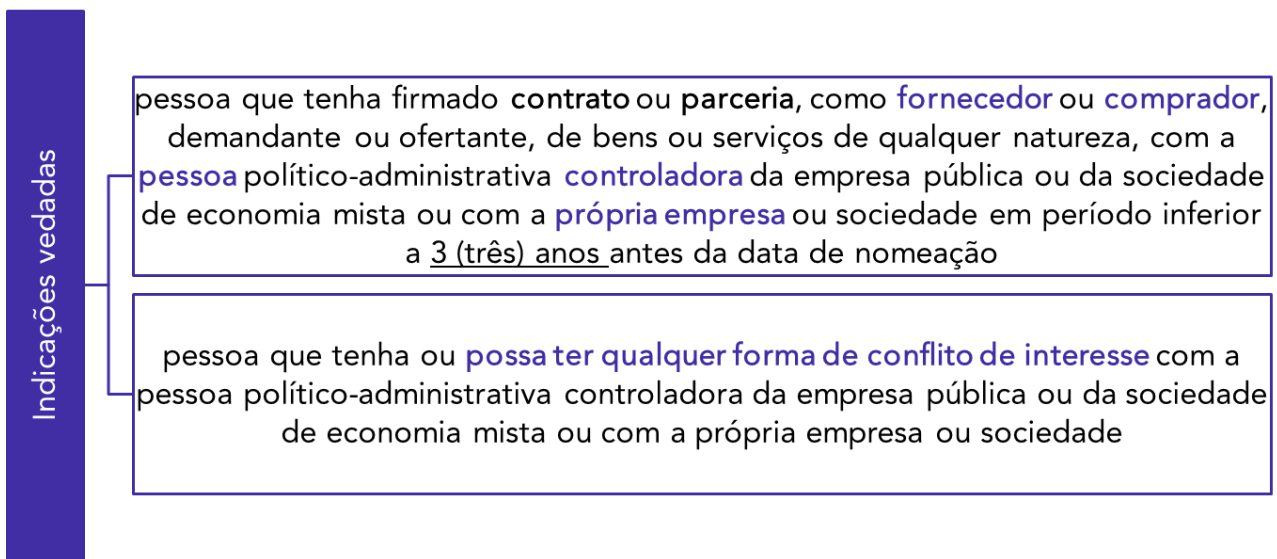 Indicações vedadas
pessoa que tenha firmado contrato ou parceria, como fornecedor ou comprador,
demandante ou ofertante, de bens ou serviços de qualquer natureza, com a
pessoa político-administrativa controladora da empresa pública ou da sociedade
de economia mista ou com a própria empresa ou sociedade em período inferior
a 3 (três) anos antes da data de nomeação
pessoa que tenha ou possa ter qualquer forma de conflito de interesse com a
pessoa político-administrativa controladora da empresa pública ou da sociedade
de economia mista ou com a própria empresa ou sociedade